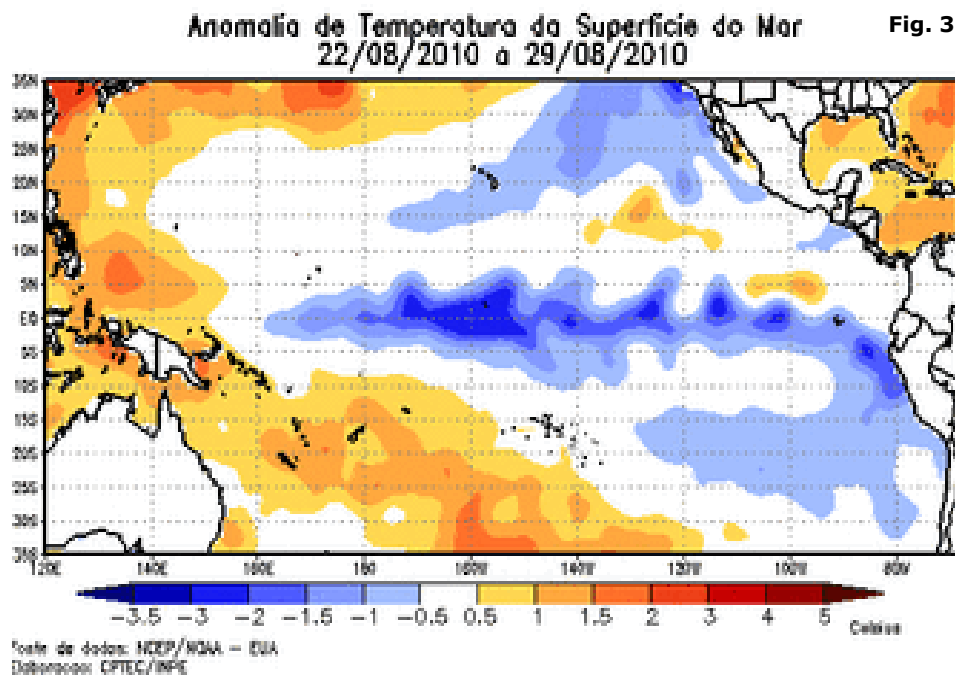 Anomalia de Temperatura da Superficie do Mar
Fig. 3
22/08/2010 a 29/08/2010
35N
30N
25N
20N
15N
10N
5N
EQ
5S
10S
15S
20S
25S
30S
35S
120E 140E 160E 180 160W 140W 120W 100W 80W
−3.5 −3 −2 −1.5 −1 −0.5 0.5 1 1.5 2 3 4 5
Celsius
Fonte de dados: NCEP/NOAA − EUA
Elaboracao: CPTEC/INPE